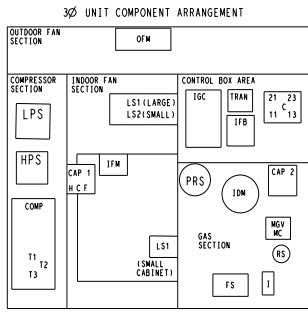 3Ø UNIT COMPONENT ARRANGEMENT
OUTDOOR FAN
SECTION
OFM
COMPRESSOR
SECTION
LPS
HPS
COMP
T1
T2
T3
INDOOR FAN
SECTION
LS1 (LARGE)
LS2 (SMALL)
IFM
CAP 1
H C F
LS1
(SMALL
CABINET)
CONTROL BOX AREA
IGC
TRAN
IFB
21 23
C
11 13
PRS
IDM
CAP 2
GAS
SECTION
MGV
MC
RS
FS
I